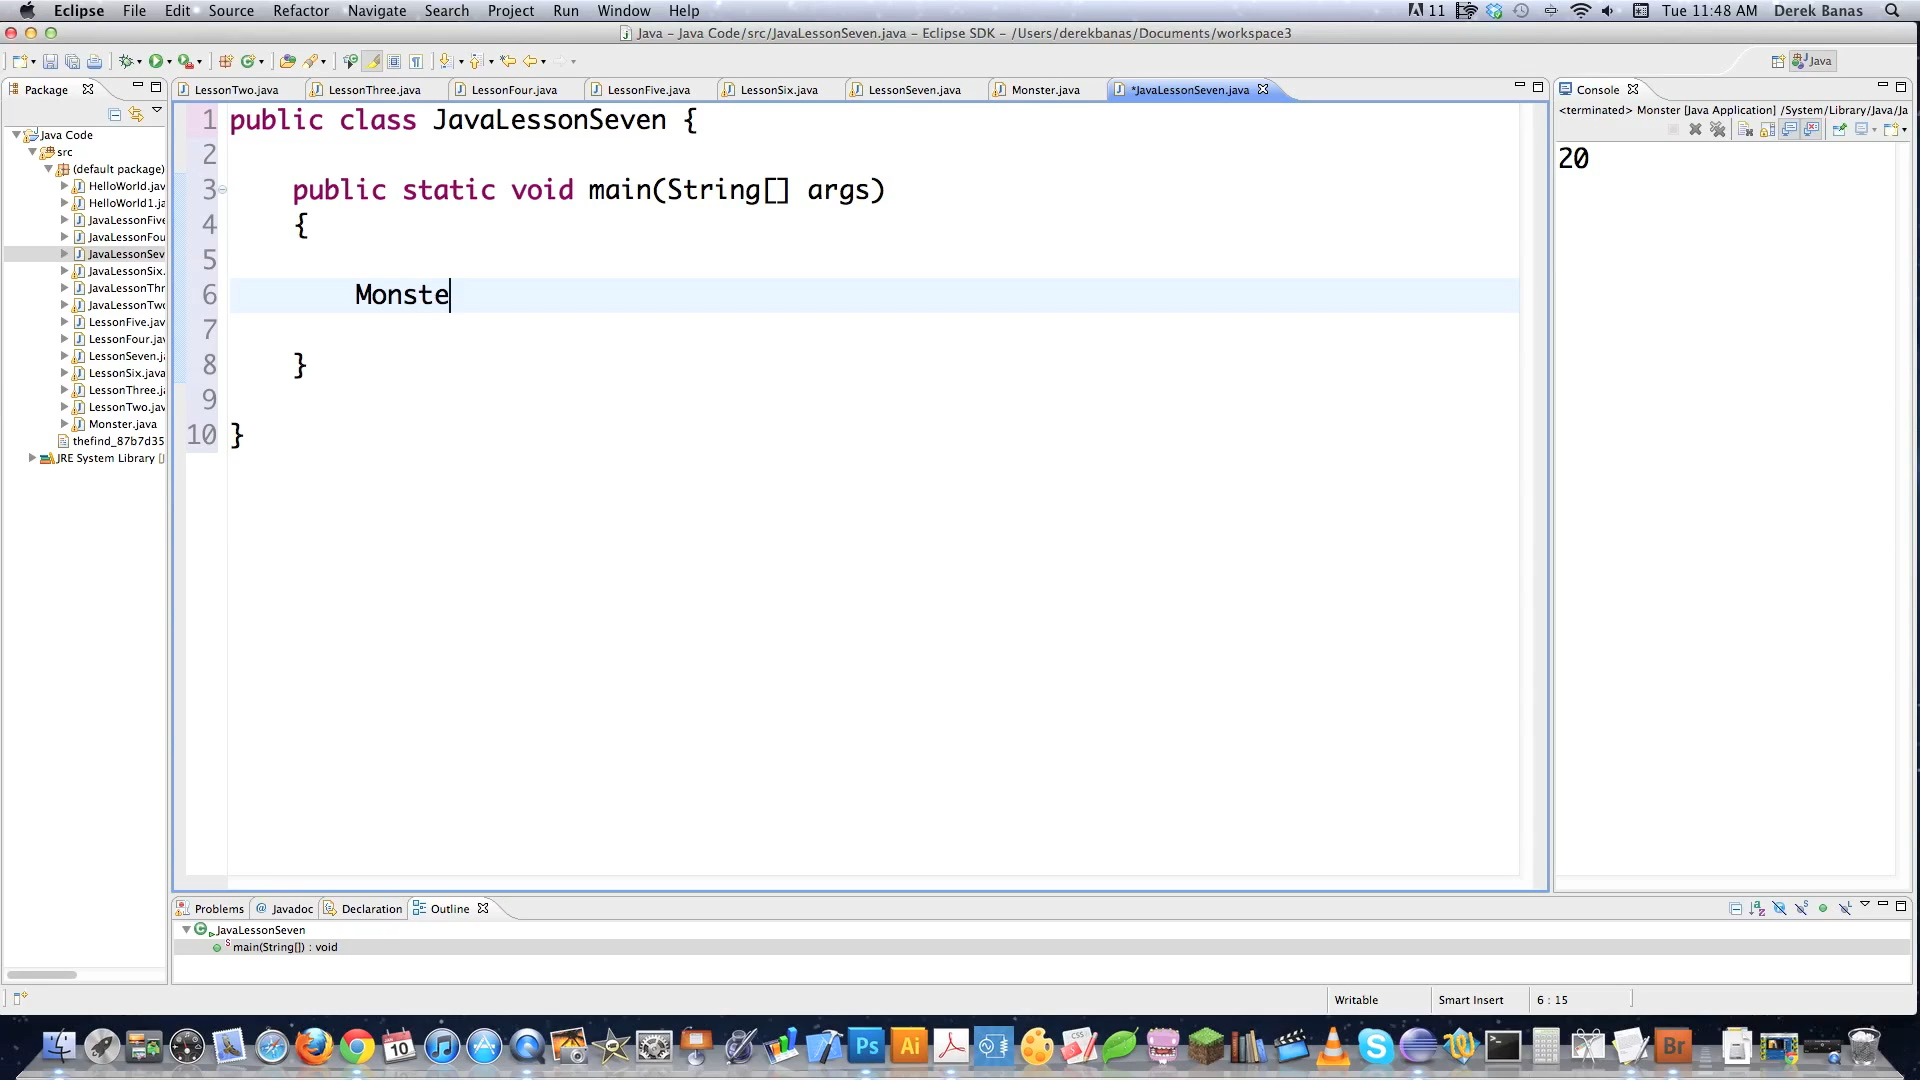 Eclipse File Edit Source Refactor Navigate Search Project Run Window Help 11 Tue 11:48 AM Derek Banas
Java – Java Code/src/JavaLessonSeven.java – Eclipse SDK – /Users/derekbanas/Documents/workspace3
Java
Package
LessonTwo.java LessonThree.java LessonFour.java LessonFive.java LessonSix.java LessonSeven.java Monster.java *JavaLessonSeven.java
Console
<terminated> Monster [Java Application] /System/Library/Java/Ja
20
Java Code
src
(default package)
HelloWorld.jav
HelloWorld1.ja
JavaLessonFive
JavaLessonFou
JavaLessonSev
JavaLessonSix.
JavaLessonThr
JavaLessonTwo
LessonFive.jav
LessonFour.jav
LessonSeven.j
LessonSix.java
LessonThree.j
LessonTwo.jav
Monster.java
thefind_87b7d35
JRE System Library [
1 public class JavaLessonSeven {
2
3 public static void main(String[] args)
4 {
5
6 Monste
7
8 }
9
10 }
Problems @ Javadoc Declaration Outline
JavaLessonSeven
main(String[]) : void
Writable Smart Insert 6 : 15
10 Ps Ai Br